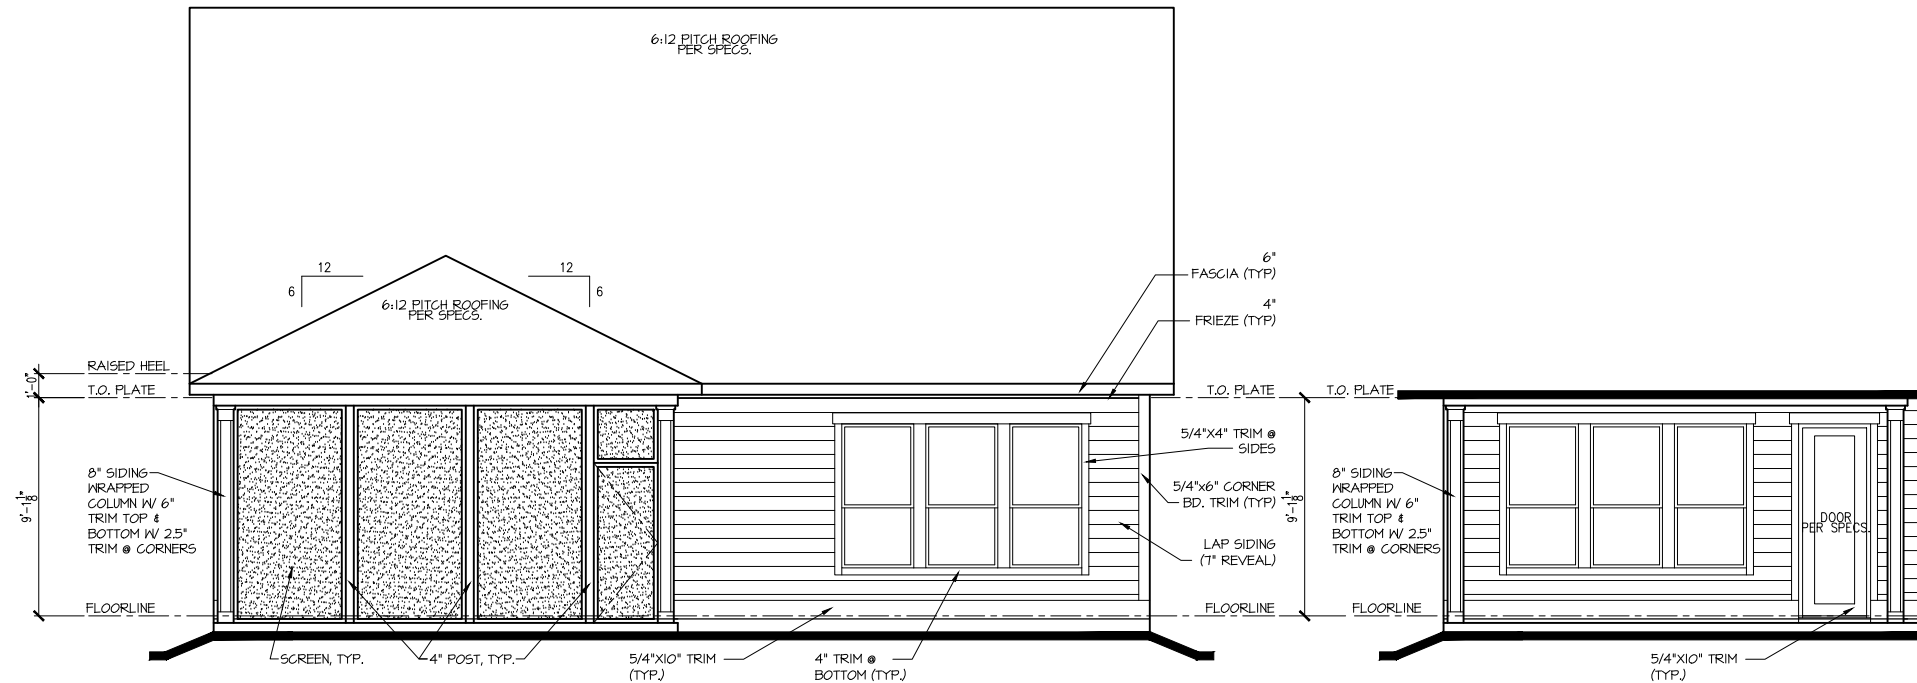 6:12 PITCH ROOFING
PER SPECS.
12
6
12
6
6:12 PITCH ROOFING
PER SPECS.
6"
FASCIA (TYP)
4"
FRIEZE (TYP)
RAISED HEEL
1'-0"
T.O. PLATE
T.O. PLATE
T.O. PLATE
5/4"X4" TRIM @
SIDES
8" SIDING
WRAPPED
COLUMN W/ 6"
TRIM TOP &
BOTTOM W/ 2.5"
TRIM @ CORNERS
9'-1 1/8"
5/4"x6" CORNER
BD. TRIM (TYP)
9'-1 1/8"
LAP SIDING
(7" REVEAL)
8" SIDING
WRAPPED
COLUMN W/ 6"
TRIM TOP &
BOTTOM W/ 2.5"
TRIM @ CORNERS
DOOR
PER SPECS.
FLOORLINE
FLOORLINE
FLOORLINE
SCREEN, TYP.
4" POST, TYP.
5/4"X10" TRIM
(TYP.)
4" TRIM @
BOTTOM (TYP.)
5/4"X10" TRIM
(TYP.)